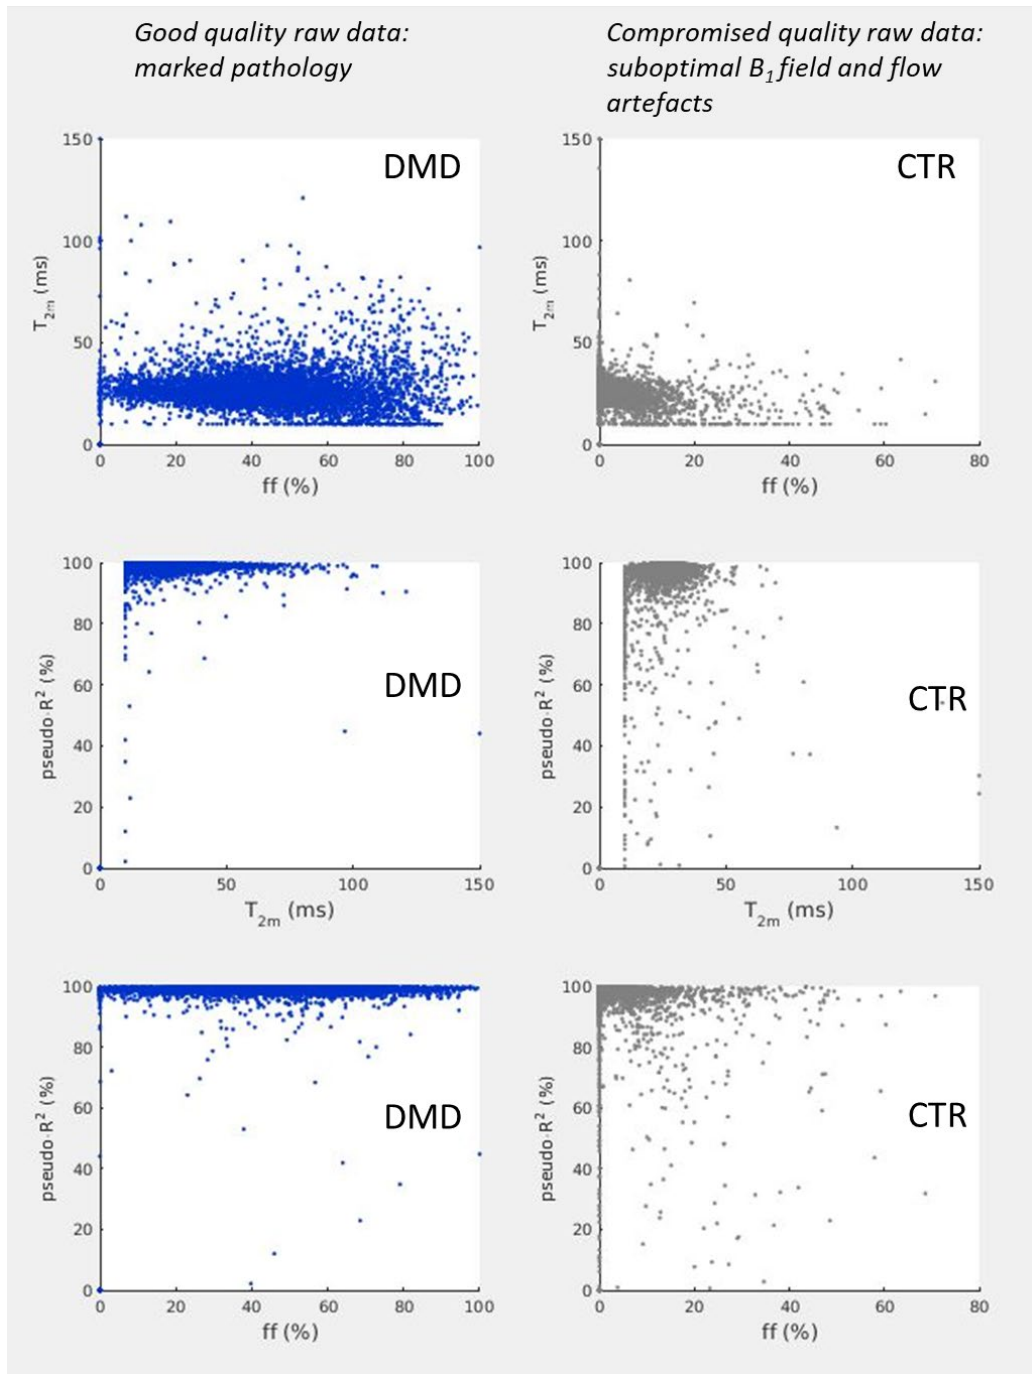 Good quality raw data:
marked pathology
Compromised quality raw data:
suboptimal B1 field and flow
artefacts
150
100
50
0
T2m (ms)
DMD
0 20 40 60 80 100
ff (%)
150
100
50
0
T2m (ms)
CTR
0 20 40 60 80
ff (%)
100
80
60
40
20
0
pseudo·R² (%)
DMD
0 50 100 150
T2m (ms)
100
80
60
40
20
0
pseudo·R² (%)
CTR
0 50 100 150
T2m (ms)
100
80
60
40
20
0
pseudo·R² (%)
DMD
0 20 40 60 80 100
ff (%)
100
80
60
40
20
0
pseudo·R² (%)
CTR
0 20 40 60 80
ff (%)